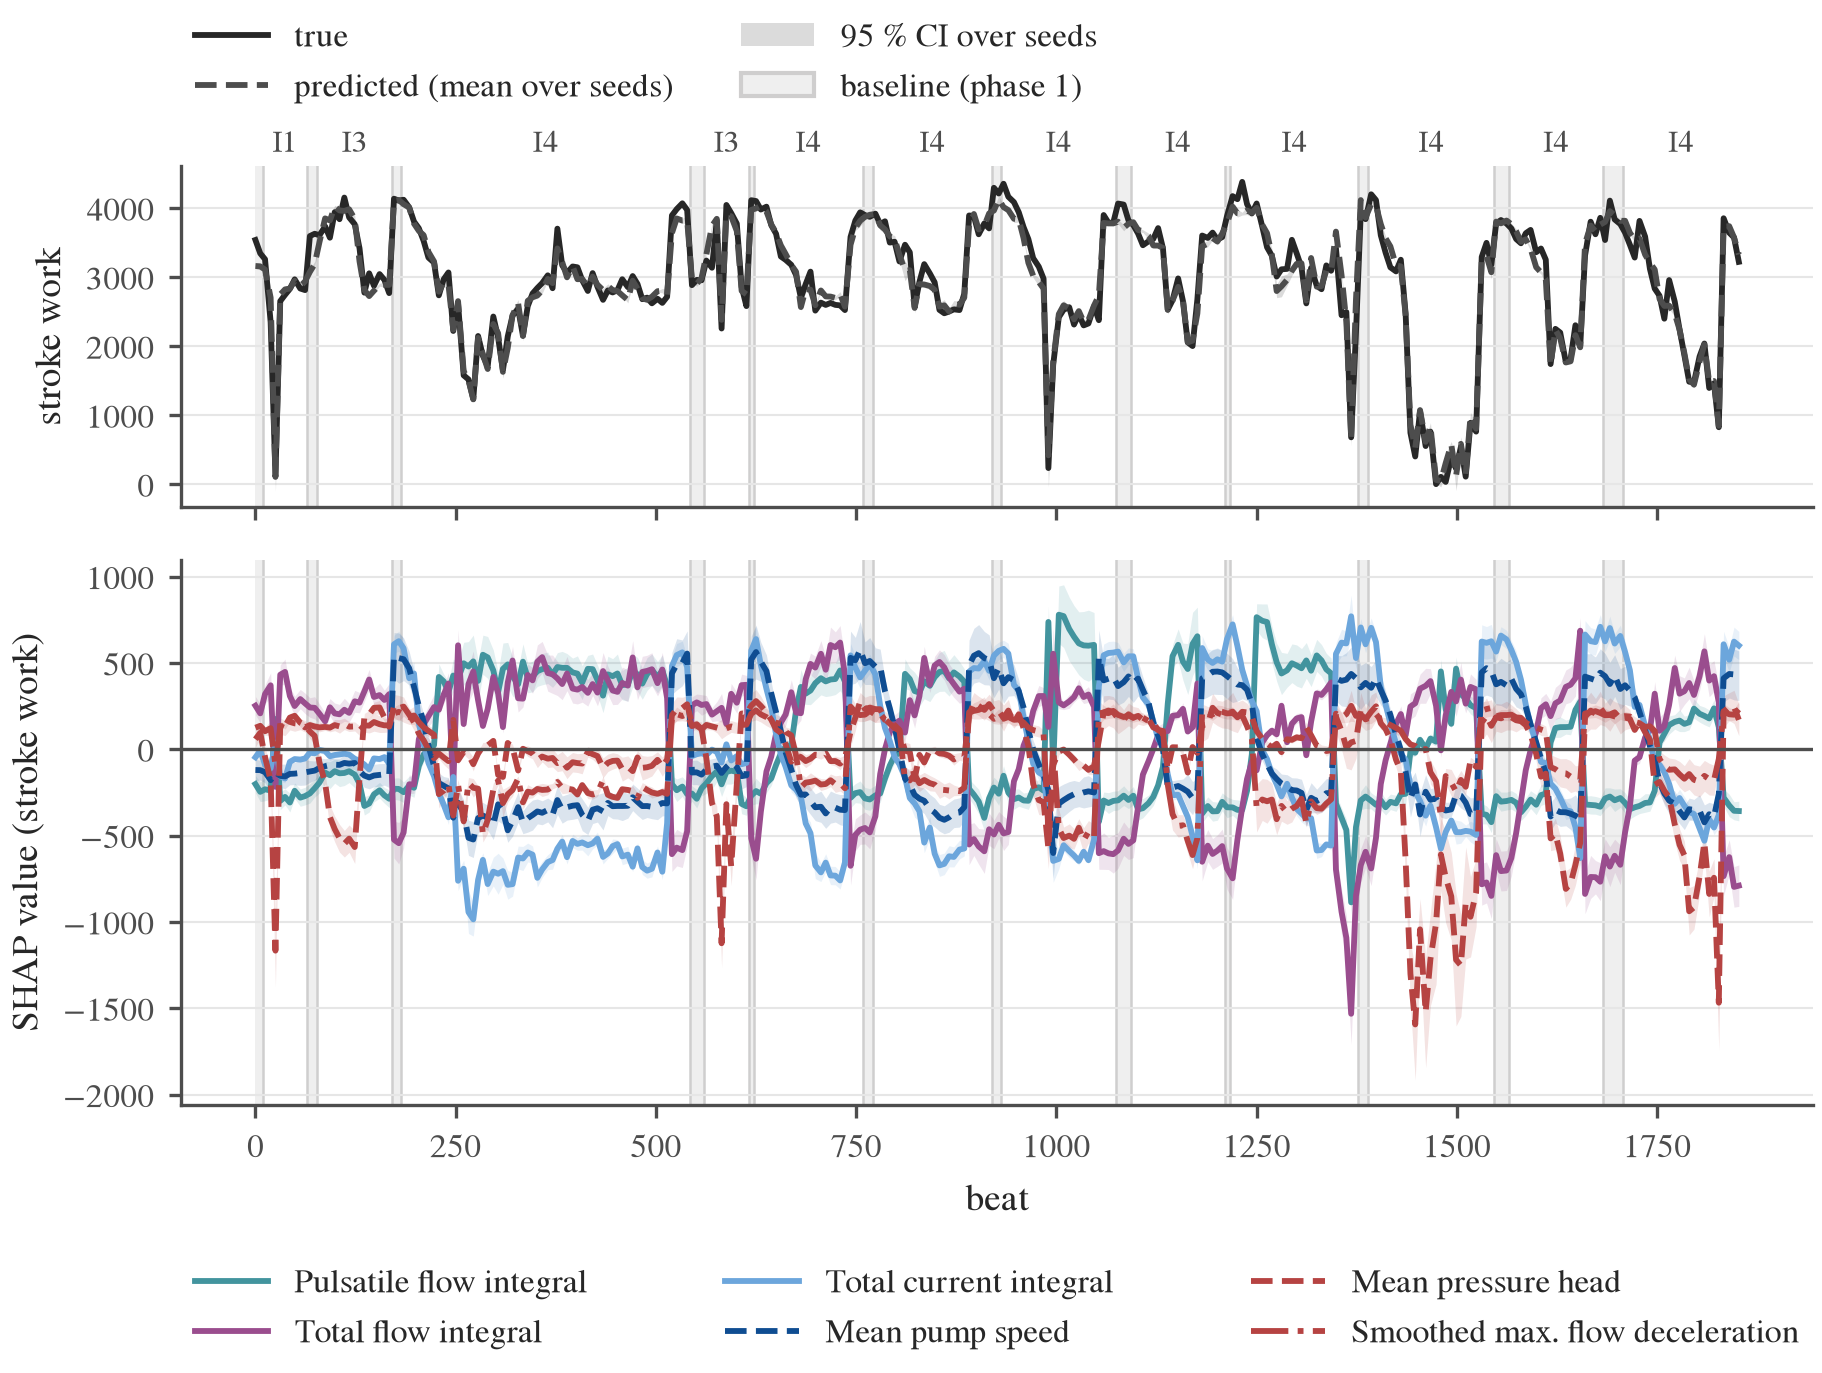 true
95 % CI over seeds
predicted (mean over seeds)
baseline (phase 1)
I1 I3 I4 I3 I4 I4 I4 I4 I4 I4 I4 I4
stroke work
4000
3000
2000
1000
0
SHAP value (stroke work)
1000
500
0
−500
−1000
−1500
−2000
0 250 500 750 1000 1250 1500 1750
beat
Pulsatile flow integral
Total current integral
Mean pressure head
Total flow integral
Mean pump speed
Smoothed max. flow deceleration